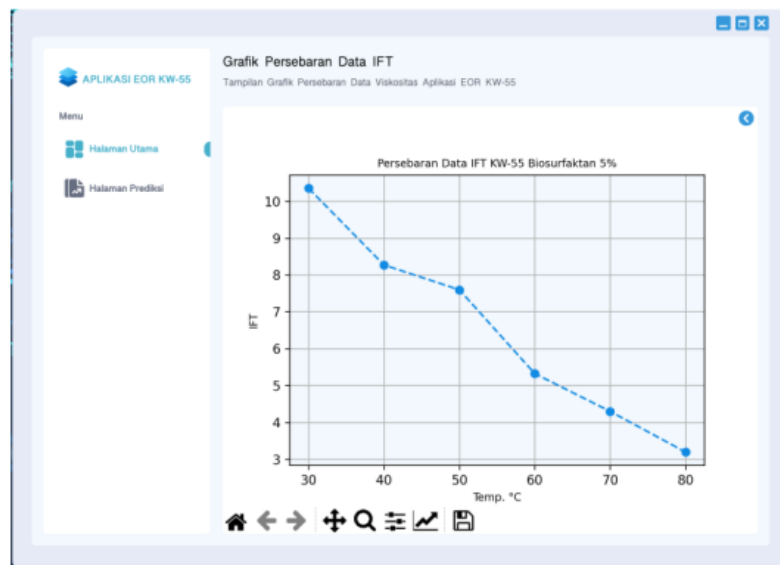 Grafik Persebaran Data IFT
Tampilan Grafik Persebaran Data Viskositas Aplikasi EOR KW-55
APLIKASI EOR KW-55
Menu
Halaman Utama
Halaman Prediksi
Persebaran Data IFT KW-55 Biosurfaktan 5%
10
9
8
7
6
5
4
3
IFT
30 40 50 60 70 80
Temp. °C